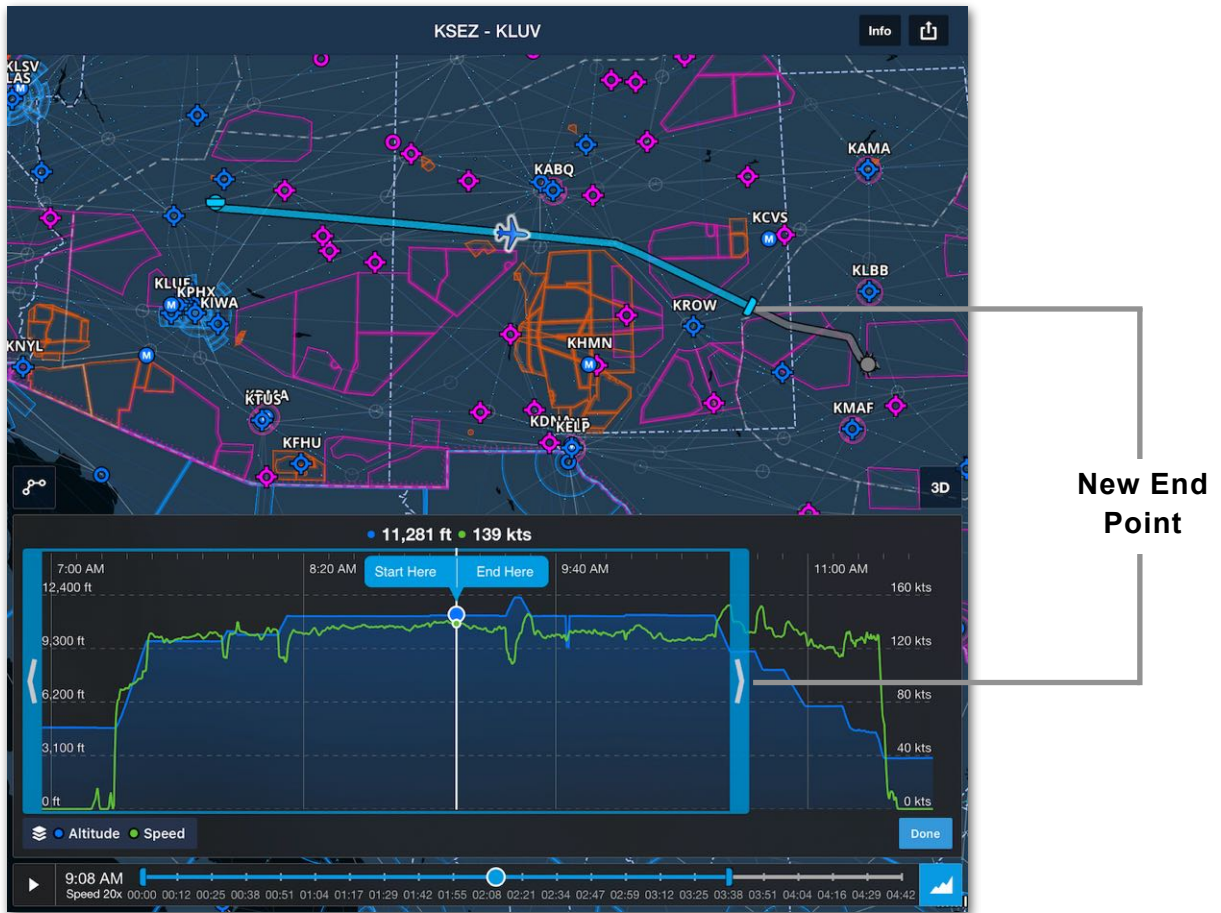 KSEZ - KLUV
Info
KLSV
LAS
KAMA
KABQ
KCVS
M
KLBB
KLUF
KPHX
KIWA
M
KROW
KNYL
M
KHMN
M
KTUS
KMAF
KELP
KFHU
3D
New End
Point
11,281 ft 139 kts
7:00 AM 8:20 AM Start Here End Here 9:40 AM 11:00 AM
12,400 ft 160 kts
9,300 ft 120 kts
6,200 ft 80 kts
3,100 ft 40 kts
0 ft 0 kts
Altitude Speed Done
9:08 AM
Speed 20x 00:00 00:12 00:25 00:38 00:51 01:04 01:17 01:29 01:42 01:55 02:08 02:21 02:34 02:47 02:59 03:12 03:25 03:38 03:51 04:04 04:16 04:29 04:42